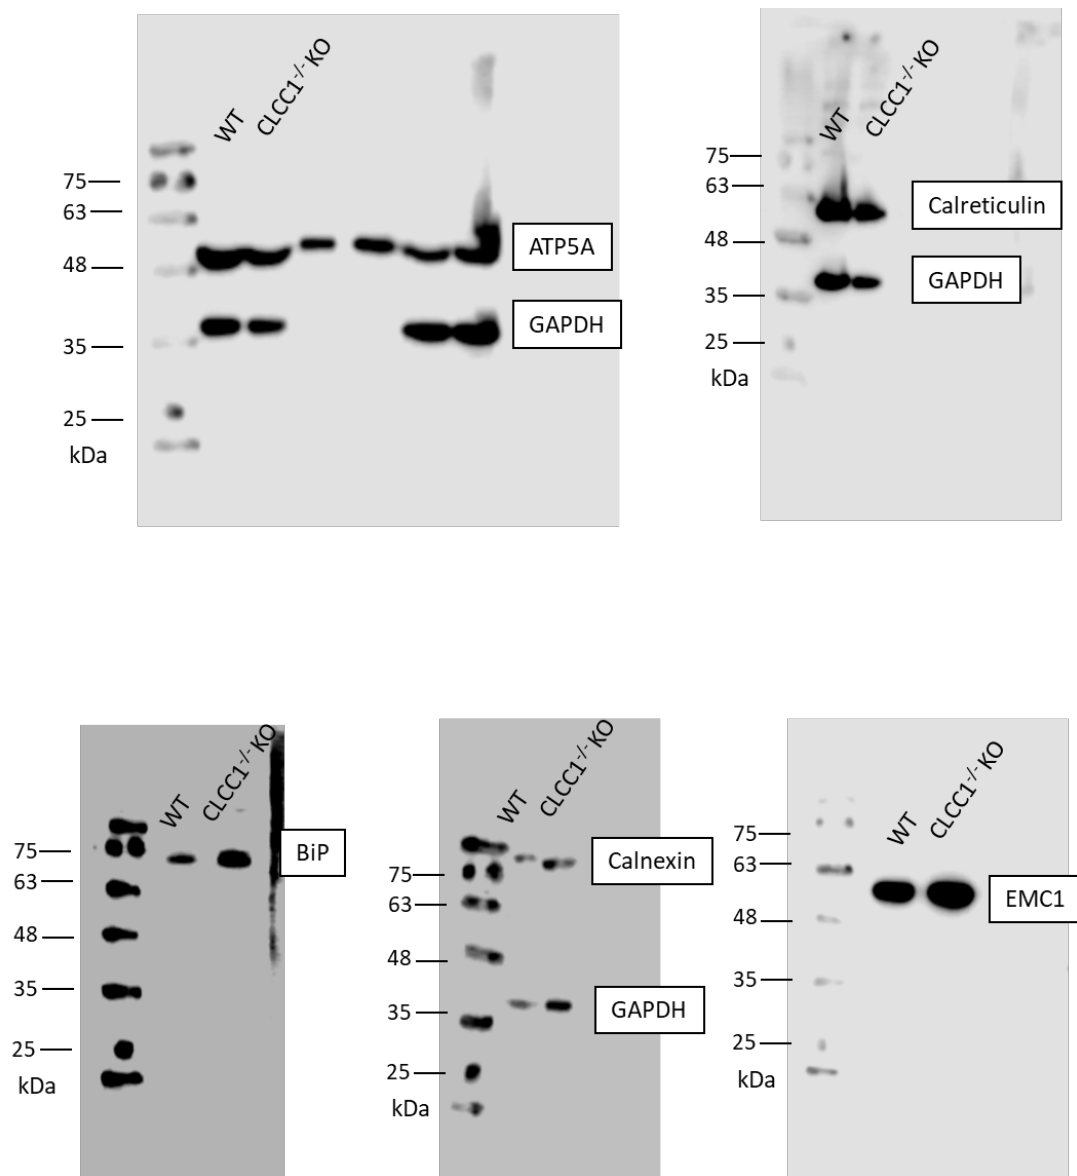 WT
CLCC1-/-KO
75
63
48
35
25
kDa
ATP5A
GAPDH
WT
CLCC1-/-KO
75
63
48
35
25
kDa
Calreticulin
GAPDH
WT
CLCC1-/-KO
75
63
48
35
25
kDa
BiP
WT
CLCC1-/-KO
75
63
48
35
25
kDa
Calnexin
GAPDH
WT
CLCC1-/-KO
75
63
48
35
25
kDa
EMC1